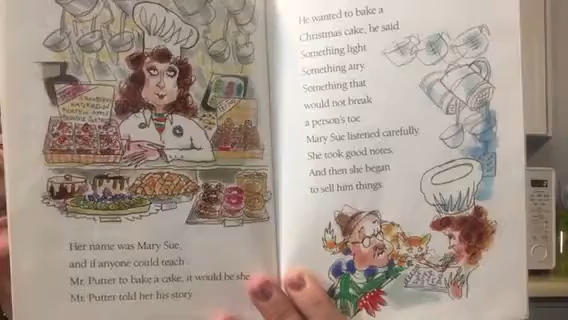 Her name was Mary Sue,
and if anyone could teach
Mr. Putter to bake a cake, it would be she.
Mr. Putter told her his story.
He wanted to bake a
Christmas cake, he said.
Something light.
Something airy.
Something that
would not break
a person's toe.
Mary Sue listened carefully.
She took good notes.
And then she began
to sell him things.